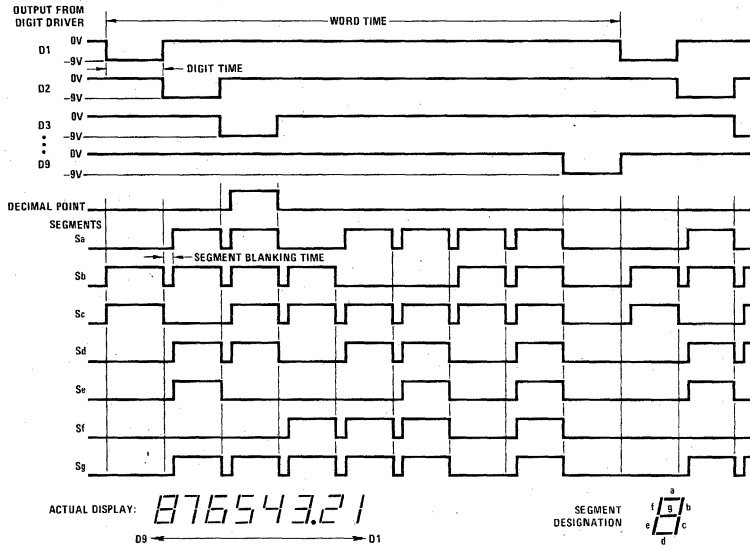 OUTPUT FROM
DIGIT DRIVER
WORD TIME
0V
D1
-9V
DIGIT TIME
0V
D2
-9V
0V
D3
-9V
0V
D9
-9V
DECIMAL POINT
SEGMENTS
Sa
SEGMENT BLANKING TIME
Sb
Sc
Sd
Se
Sf
Sg
ACTUAL DISPLAY: 876543.21
D9 D1
SEGMENT
DESIGNATION
a
f g b
e c
d